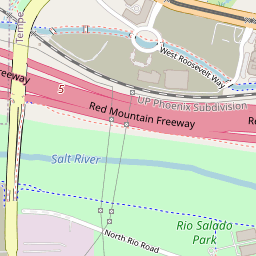 Tempe
West Roosevelt Way
Freeway
5
UP Phoenix Subdivision
Red Mountain Freeway
Re
Salt River
Rio Salado
Park
North Rio Road